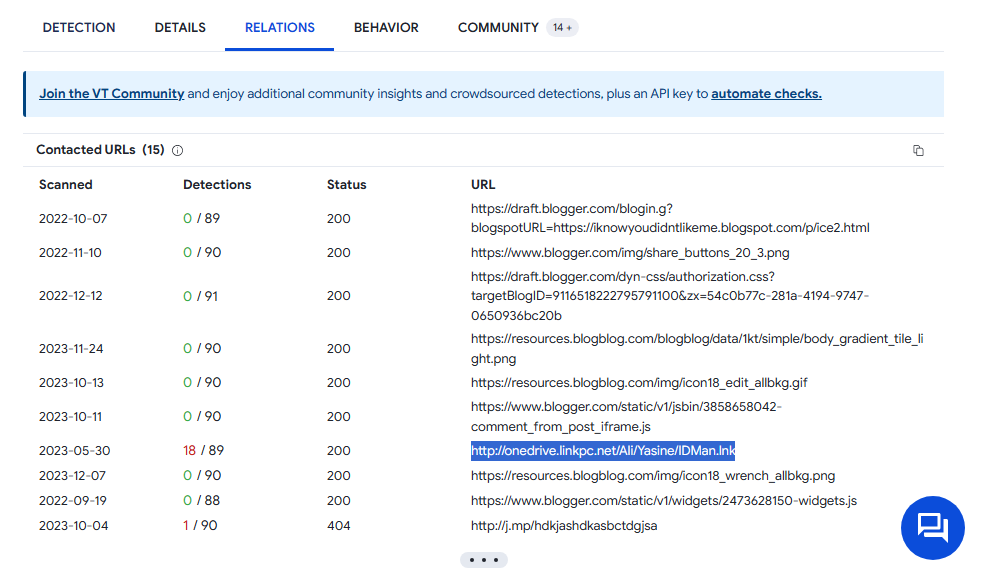 DETECTION DETAILS RELATIONS BEHAVIOR COMMUNITY 14 +
Join the VT Community and enjoy additional community insights and crowdsourced detections, plus an API key to automate checks.
Contacted URLs (15)
Scanned Detections Status URL
2022-10-07 0 / 89 200 https://draft.blogger.com/blogin.g?
blogspotURL=https://iknowyoudidntlikeme.blogspot.com/p/ice2.html
2022-11-10 0 / 90 200 https://www.blogger.com/img/share_buttons_20_3.png
2022-12-12 0 / 91 200 https://draft.blogger.com/dyn-css/authorization.css?
targetBlogID=9116518222795791100&zx=54c0b77c-281a-4194-9747-
0650936bc20b
2023-11-24 0 / 90 200 https://resources.blogblog.com/blogblog/data/1kt/simple/body_gradient_tile_li
ght.png
2023-10-13 0 / 90 200 https://resources.blogblog.com/img/icon18_edit_allbkg.gif
2023-10-11 0 / 90 200 https://www.blogger.com/static/v1/jsbin/3858658042-
comment_from_post_iframe.js
2023-05-30 18 / 89 200 http://onedrive.linkpc.net/Ali/Yasine/IDMan.lnk
2023-12-07 0 / 90 200 https://resources.blogblog.com/img/icon18_wrench_allbkg.png
2022-09-19 0 / 88 200 https://www.blogger.com/static/v1/widgets/2473628150-widgets.js
2023-10-04 1 / 90 404 http://j.mp/hdkjashdkasbctdgjsa